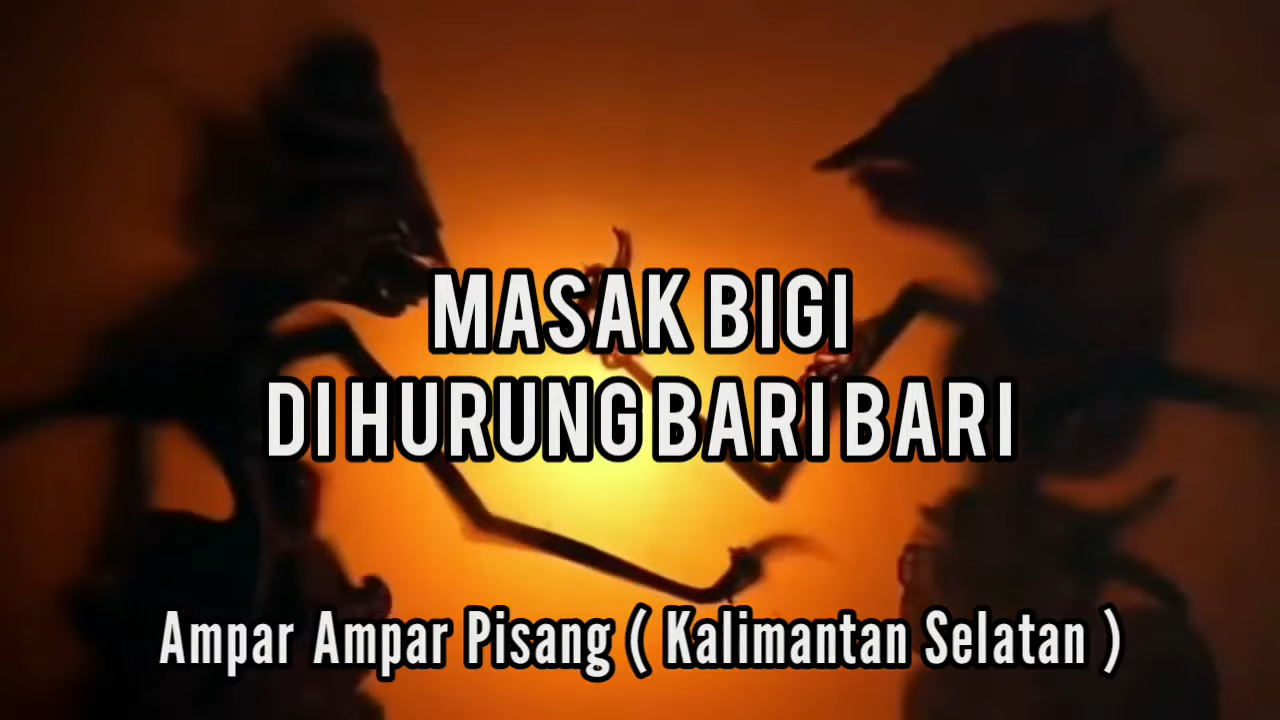 MASAK BIGI
DI HURUNG BARI BARI
Ampar Ampar Pisang ( Kalimantan Selatan )